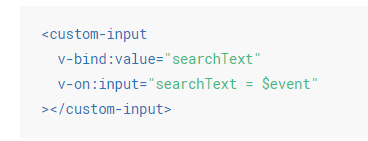 <custom-input
v-bind:value="searchText"
v-on:input="searchText = $event"
></custom-input>